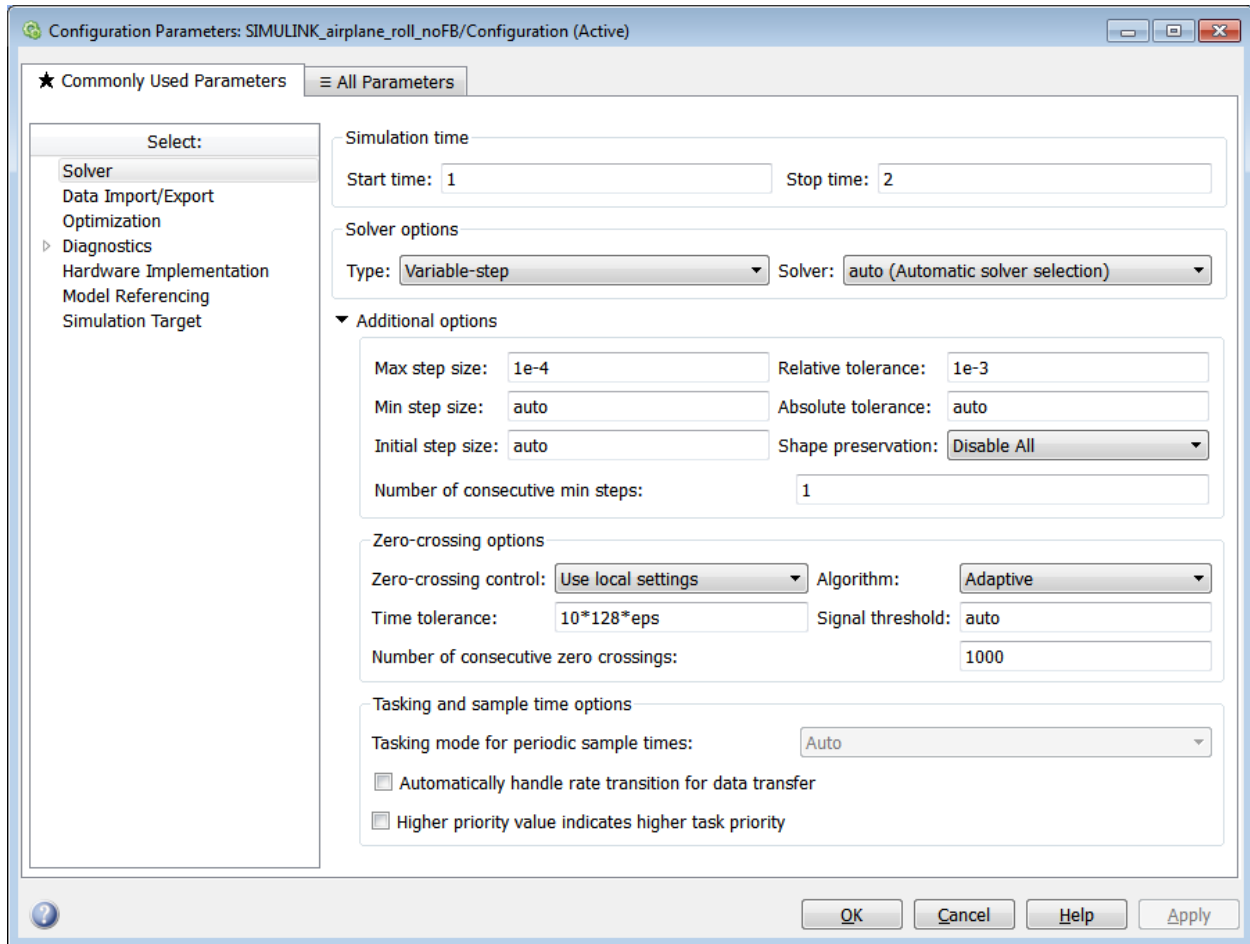 Configuration Parameters: SIMULINK_airplane_roll_noFB/Configuration (Active)
★ Commonly Used Parameters
≡ All Parameters
Select:
Solver
Data Import/Export
Optimization
Diagnostics
Hardware Implementation
Model Referencing
Simulation Target
Simulation time
Start time: 1 Stop time: 2
Solver options
Type: Variable-step Solver: auto (Automatic solver selection)
Additional options
Max step size: 1e-4 Relative tolerance: 1e-3
Min step size: auto Absolute tolerance: auto
Initial step size: auto Shape preservation: Disable All
Number of consecutive min steps: 1
Zero-crossing options
Zero-crossing control: Use local settings Algorithm: Adaptive
Time tolerance: 10*128*eps Signal threshold: auto
Number of consecutive zero crossings: 1000
Tasking and sample time options
Tasking mode for periodic sample times: Auto
Automatically handle rate transition for data transfer
Higher priority value indicates higher task priority
? OK Cancel Help Apply